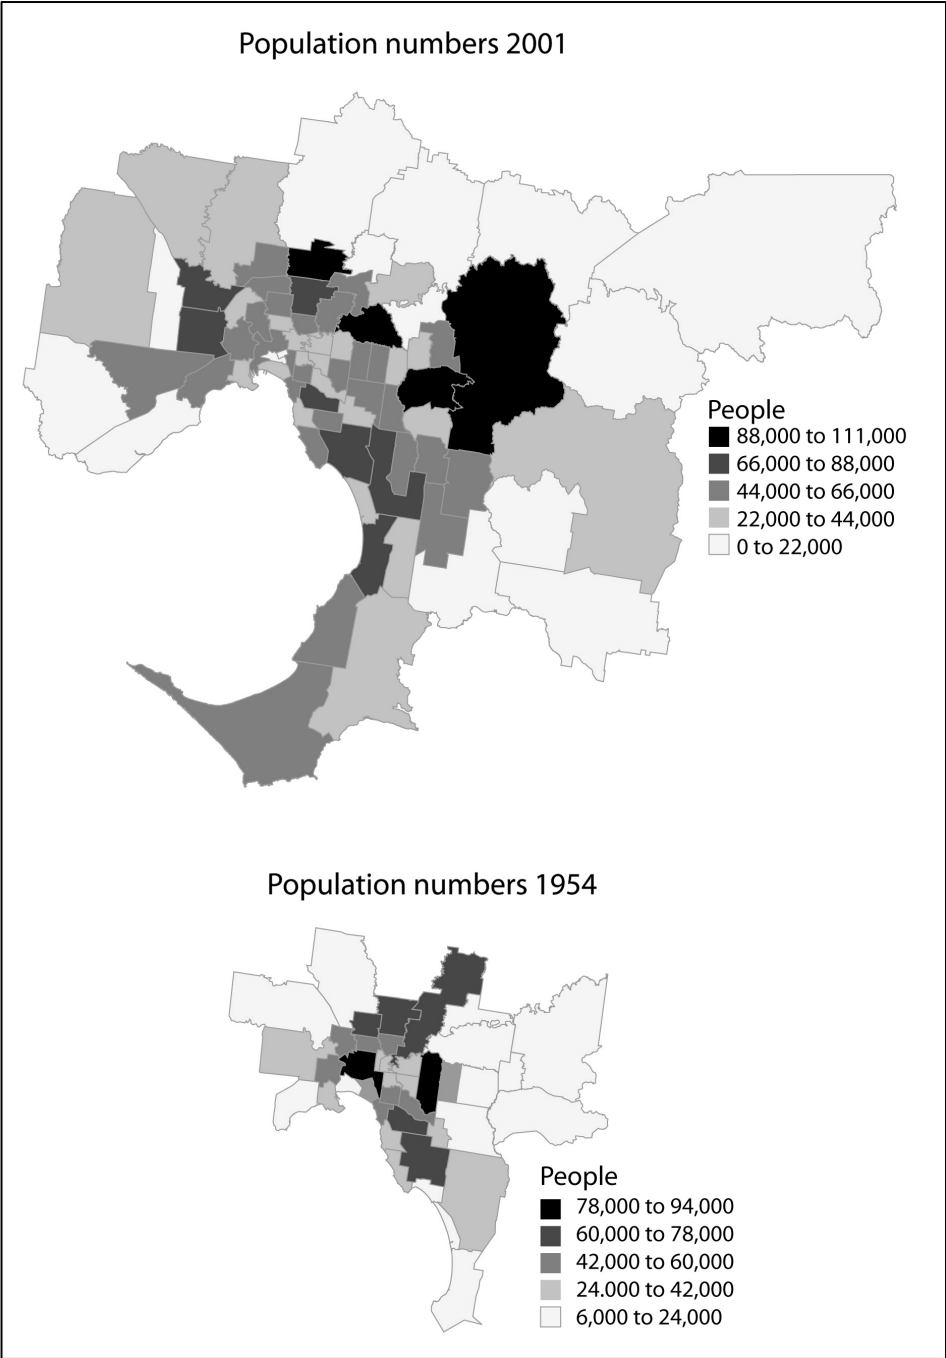 Population numbers 2001
People
88,000 to 111,000
66,000 to 88,000
44,000 to 66,000
22,000 to 44,000
0 to 22,000
Population numbers 1954
People
78,000 to 94,000
60,000 to 78,000
42,000 to 60,000
24.000 to 42,000
6,000 to 24,000